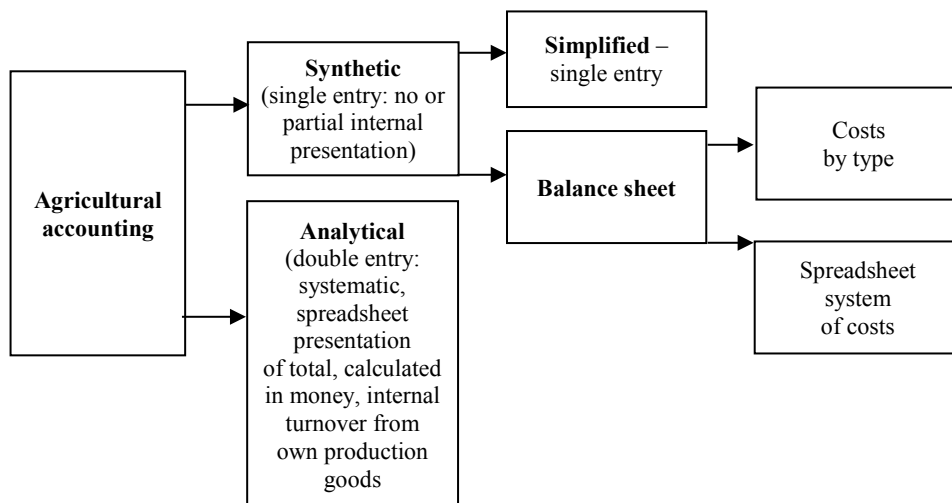 Agricultural
accounting
Synthetic
(single entry: no or
partial internal
presentation)
Analytical
(double entry:
systematic,
spreadsheet
presentation
of total, calculated
in money, internal
turnover from
own production
goods
Simplified –
single entry
Balance sheet
Costs
by type
Spreadsheet
system
of costs